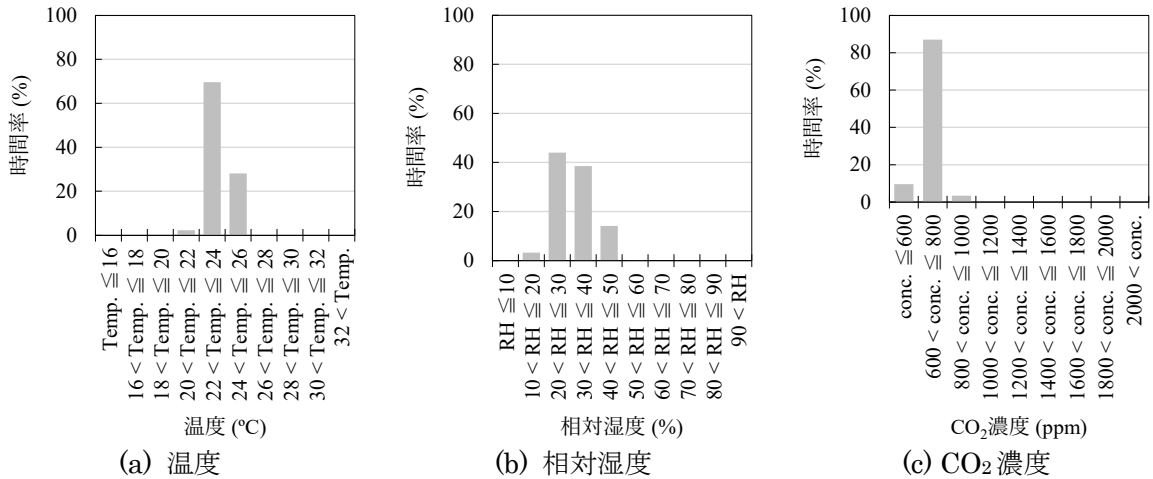 時間率 (%)
100
80
60
40
20
0
Temp. ≦ 16
16 < Temp. ≦ 18
18 < Temp. ≦ 20
20 < Temp. ≦ 22
22 < Temp. ≦ 24
24 < Temp. ≦ 26
26 < Temp. ≦ 28
28 < Temp. ≦ 30
30 < Temp. ≦ 32
32 < Temp.
温度 (ºC)
(a) 温度
時間率 (%)
100
80
60
40
20
0
RH ≦ 10
10 < RH ≦ 20
20 < RH ≦ 30
30 < RH ≦ 40
40 < RH ≦ 50
50 < RH ≦ 60
60 < RH ≦ 70
70 < RH ≦ 80
80 < RH ≦ 90
90 < RH
相対湿度 (%)
(b) 相対湿度
時間率 (%)
100
80
60
40
20
0
conc. ≦600
600 < conc. ≦ 800
800 < conc. ≦ 1000
1000 < conc. ≦ 1200
1200 < conc. ≦ 1400
1400 < conc. ≦ 1600
1600 < conc. ≦ 1800
1800 < conc. ≦ 2000
2000 < conc.
CO₂濃度 (ppm)
(c) CO₂ 濃度